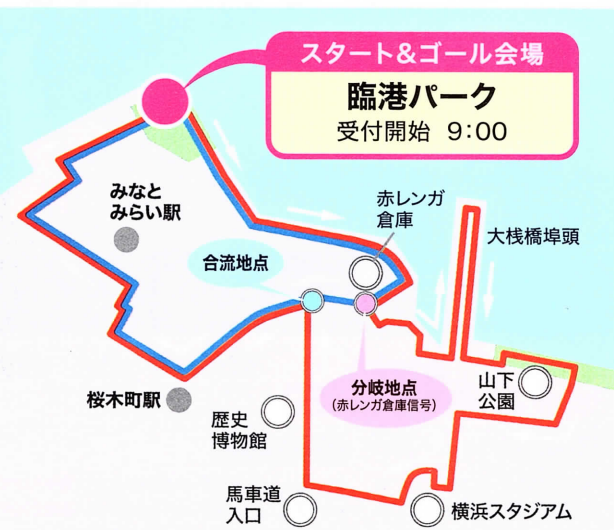 スタート&ゴール会場
臨港パーク
受付開始 9:00
みなと
みらい駅
赤レンガ
倉庫
大桟橋埠頭
合流地点
分岐地点
(赤レンガ倉庫信号)
山下
公園
桜木町駅
歴史
博物館
馬車道
入口
横浜スタジアム